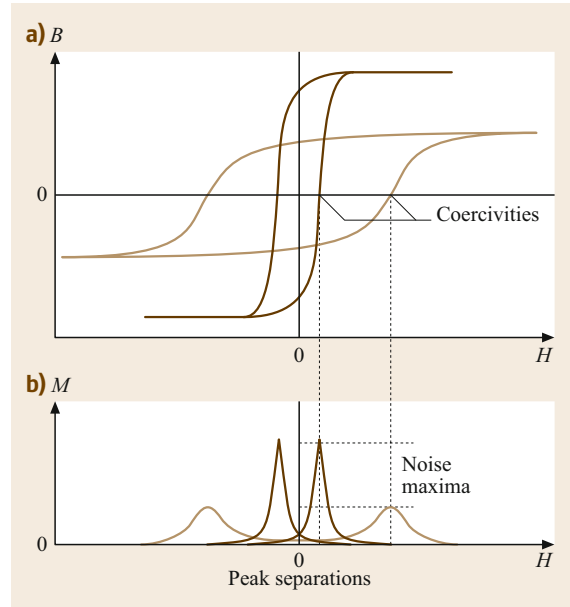 a) B
0
Coercivities
0
H
b) M
Noise
maxima
0
0
H
Peak separations